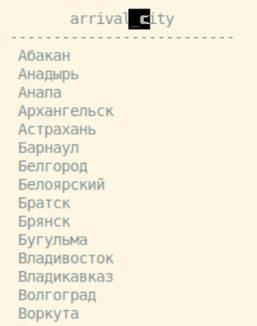 arrival_city
-------------------------
Абакан
Анадырь
Анапа
Архангельск
Астрахань
Барнаул
Белгород
Белоярский
Братск
Брянск
Бугульма
Владивосток
Владикавказ
Волгоград
Воркута